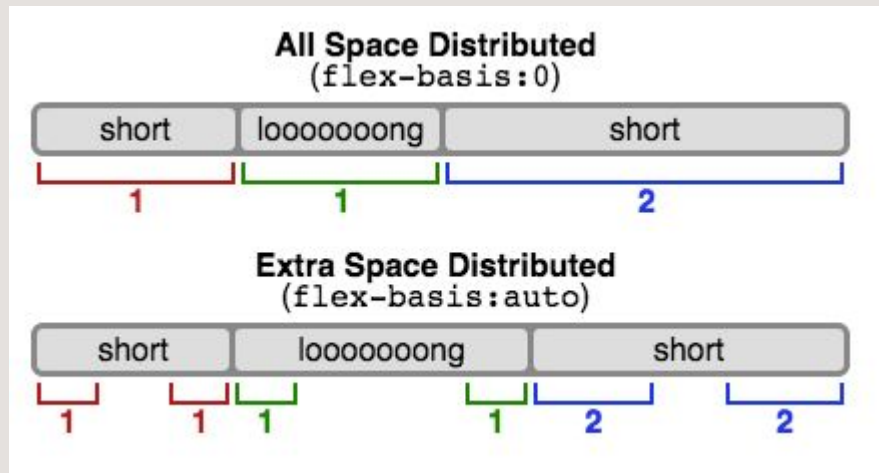 All Space Distributed
(flex-basis:0)
short looooooong short
1 1 2
Extra Space Distributed
(flex-basis:auto)
short looooooong short
1 1 1 1 2 2